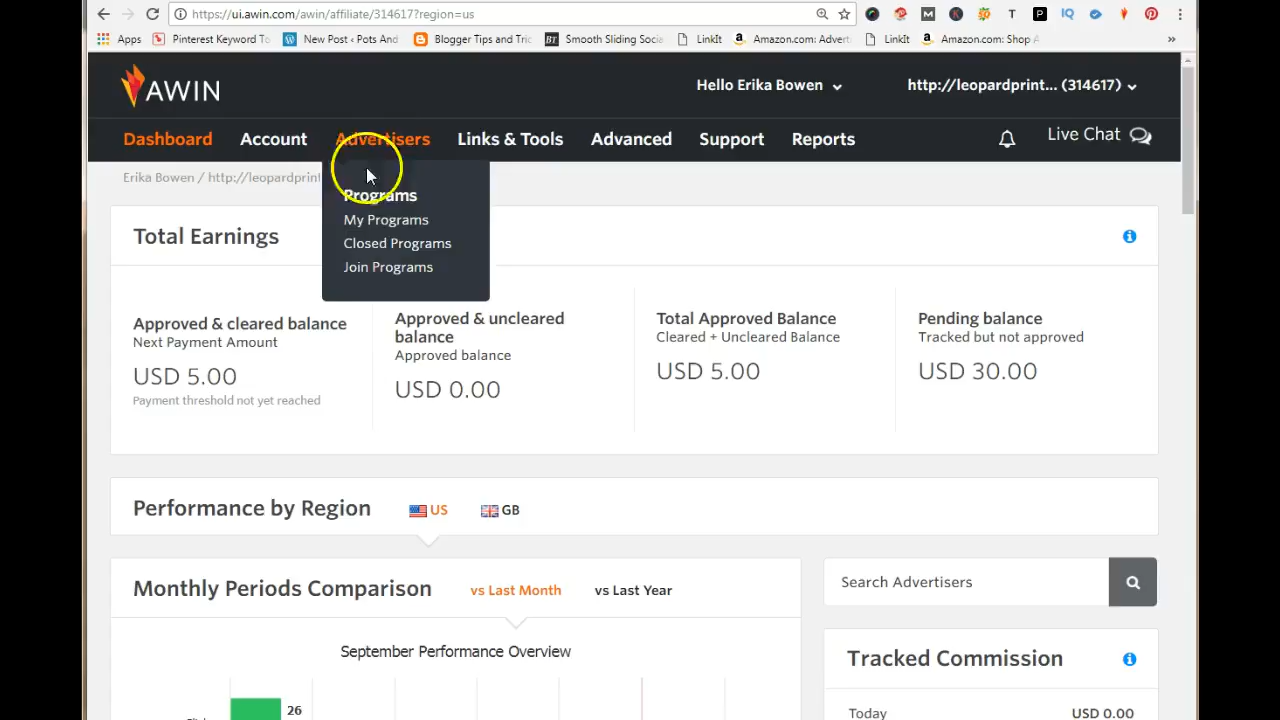 https://ui.awin.com/awin/affiliate/314617?region=us
Apps Pinterest Keyword To New Post ‹ Pots And Blogger Tips and Tric Smooth Sliding Socia LinkIt Amazon.com: Advert LinkIt Amazon.com: Shop A »
AWIN
Hello Erika Bowen
http://leopardprint... (314617)
Dashboard Account Advertisers Links & Tools Advanced Support Reports Live Chat
Erika Bowen / http://leopardprint
Programs
My Programs
Closed Programs
Join Programs
Total Earnings
Approved & cleared balance
Next Payment Amount
USD 5.00
Payment threshold not yet reached
Approved & uncleared
balance
Approved balance
USD 0.00
Total Approved Balance
Cleared + Uncleared Balance
USD 5.00
Pending balance
Tracked but not approved
USD 30.00
Performance by Region US GB
Monthly Periods Comparison vs Last Month vs Last Year
September Performance Overview
26
Search Advertisers
Tracked Commission
Today USD 0.00